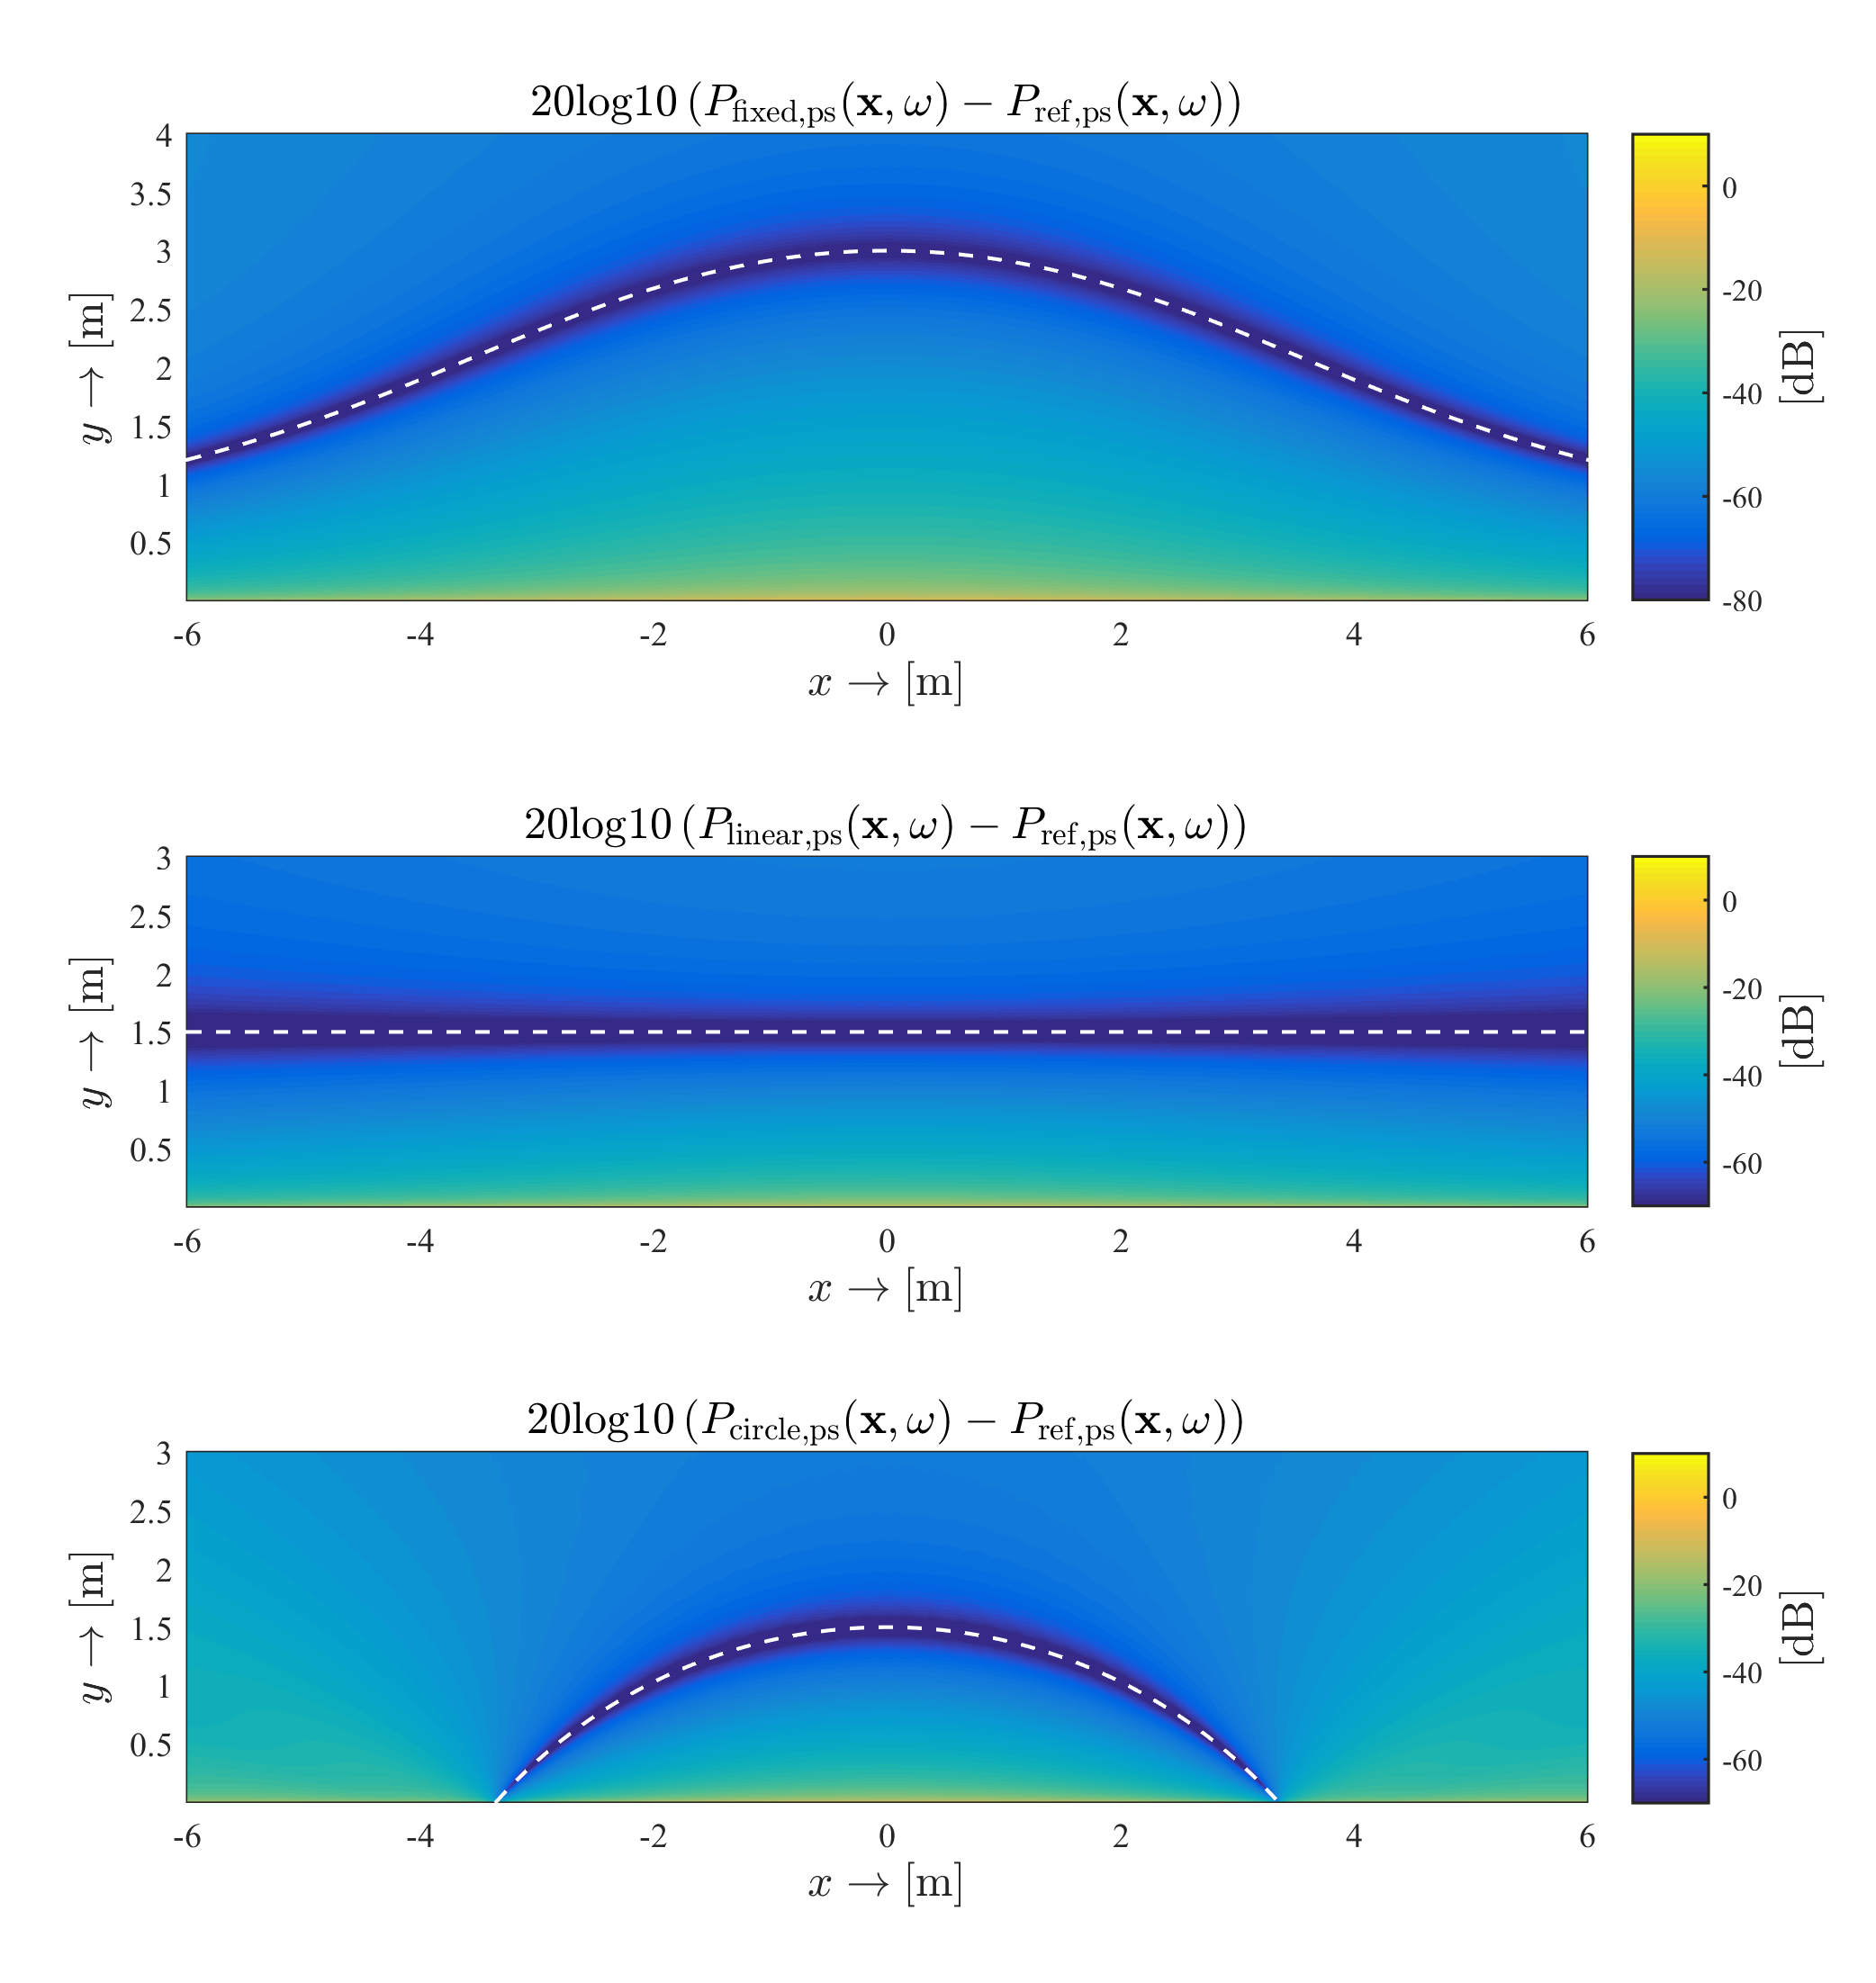 20log10 (P_fixed,ps(x, ω) − P_ref,ps(x, ω))
4
3.5
3
2.5
2
1.5
1
0.5
y → [m]
-6 -4 -2 0 2 4 6
x → [m]
0
-20
-40
-60
-80
[dB]
20log10 (P_linear,ps(x, ω) − P_ref,ps(x, ω))
3
2.5
2
1.5
1
0.5
y → [m]
-6 -4 -2 0 2 4 6
x → [m]
0
-20
-40
-60
[dB]
20log10 (P_circle,ps(x, ω) − P_ref,ps(x, ω))
3
2.5
2
1.5
1
0.5
y → [m]
-6 -4 -2 0 2 4 6
x → [m]
0
-20
-40
-60
[dB]